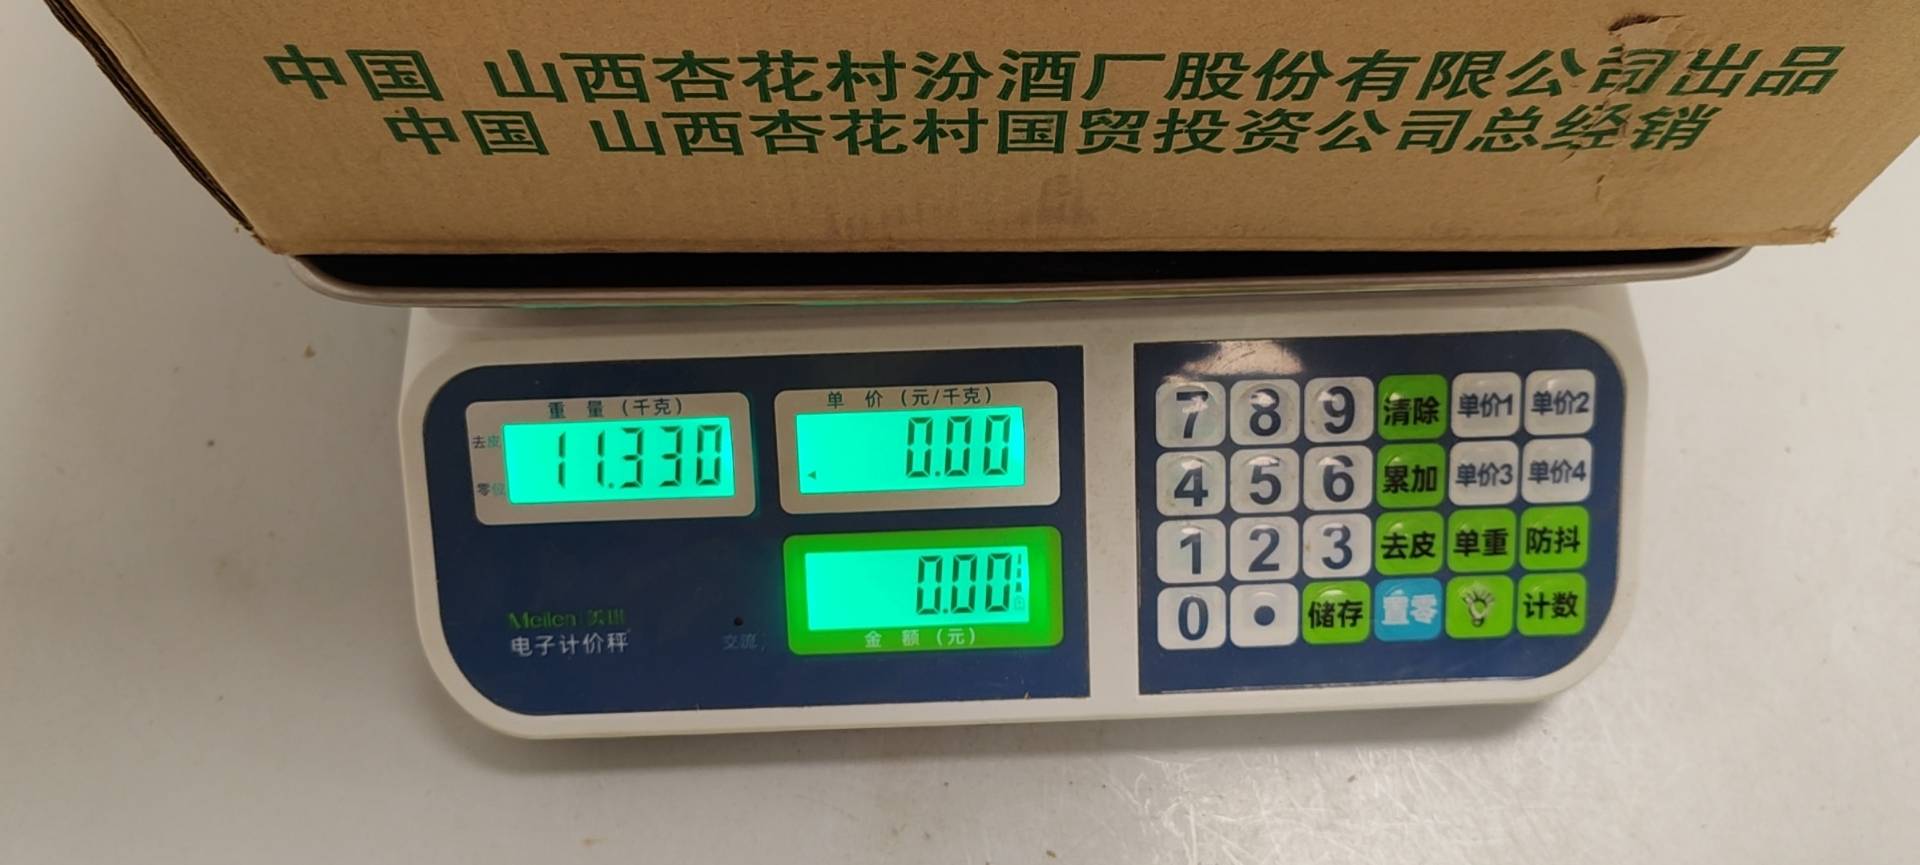 中国 山西杏花村汾酒厂股份有限公司出品
中国 山西杏花村国贸投资公司总经销
重 量 (千克)
去皮
11.330
零位
单 价 (元/千克)
0.00
0.00
金 额 (元)
Meilen 美琪
电子计价秤
交流
7 8 9 清除 单价1 单价2
4 5 6 累加 单价3 单价4
1 2 3 去皮 单重 防抖
0 • 储存 置零 计数